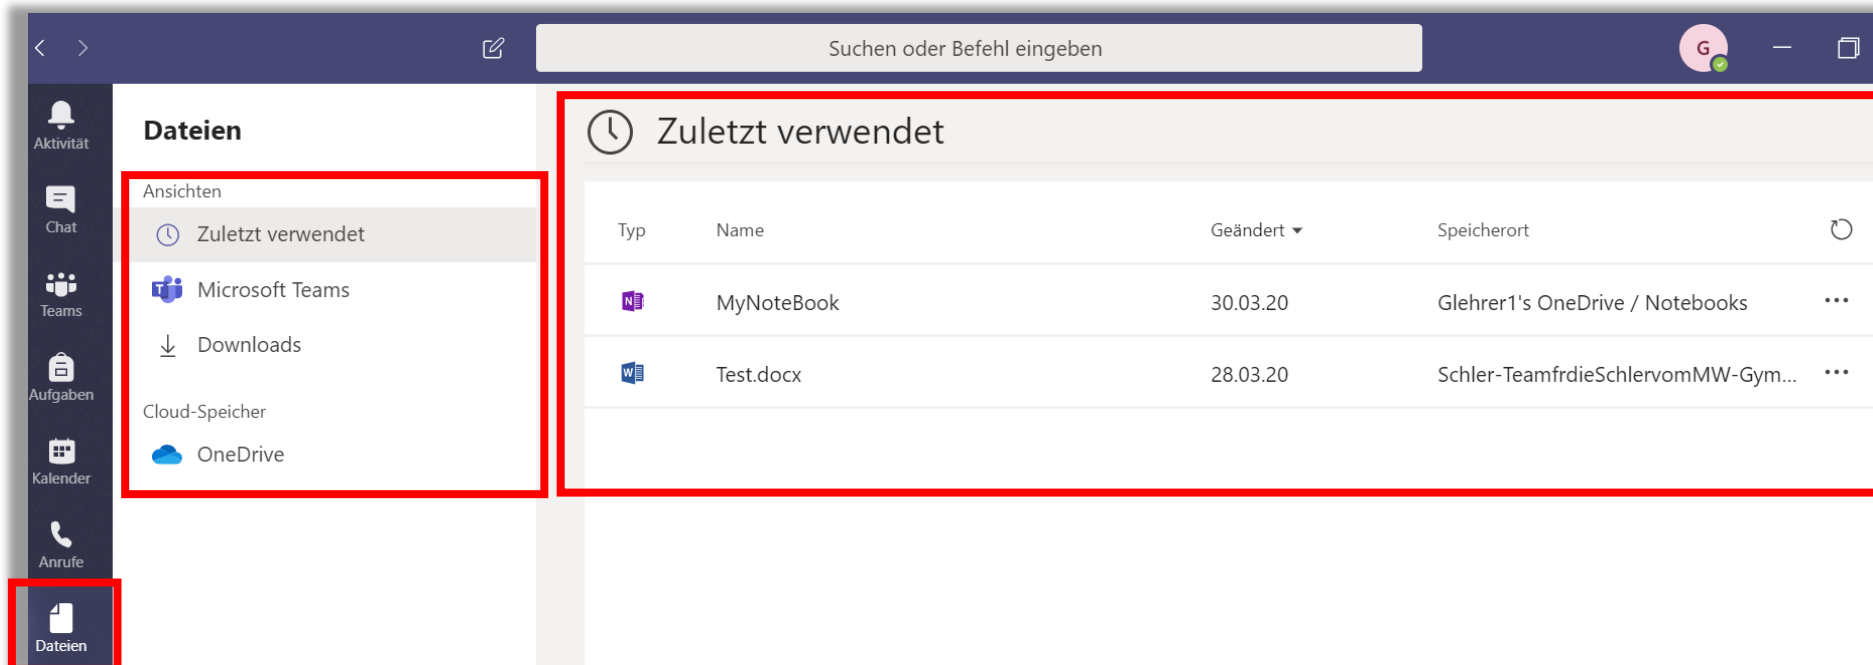 Suchen oder Befehl eingeben
G
Aktivität
Chat
Teams
Aufgaben
Kalender
Anrufe
Dateien
Dateien
Ansichten
Zuletzt verwendet
Microsoft Teams
Downloads
Cloud-Speicher
OneDrive
Zuletzt verwendet
Typ Name Geändert Speicherort
MyNoteBook 30.03.20 Glehrer1's OneDrive / Notebooks
Test.docx 28.03.20 Schler-TeamfrdieSchlervomMW-Gym...